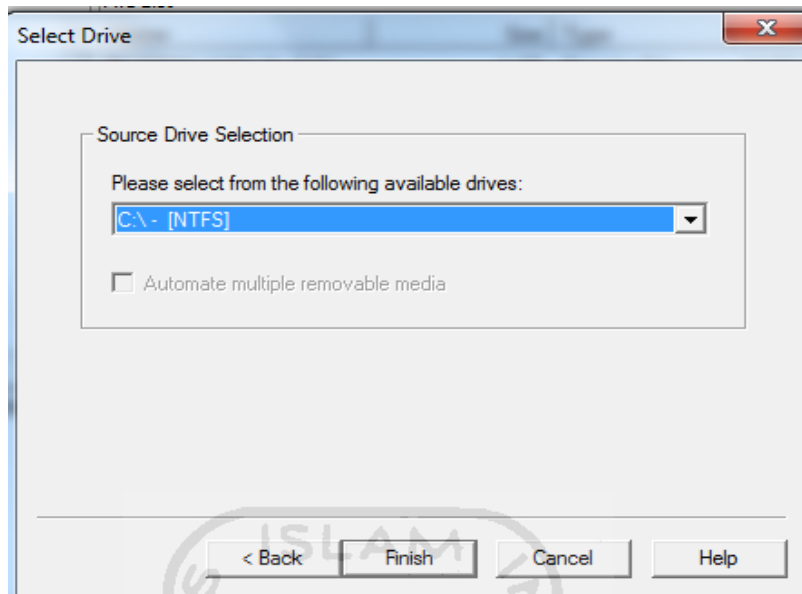 Select Drive
Source Drive Selection
Please select from the following available drives:
C:\ - [NTFS]
Automate multiple removable media
ISLAM
< Back
Finish
Cancel
Help